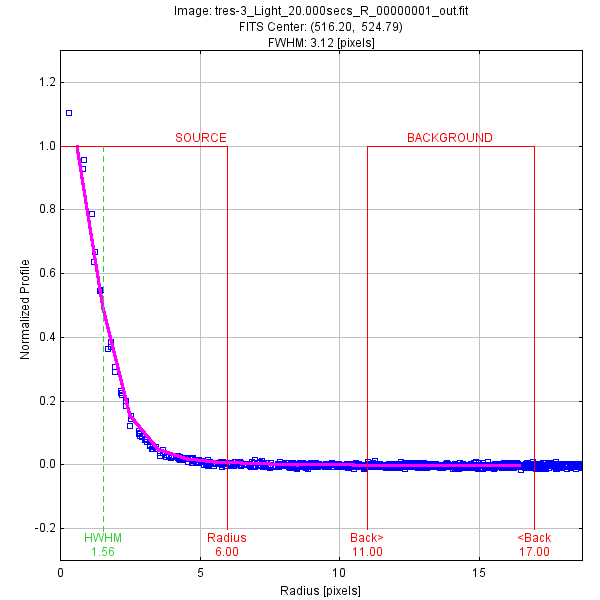 Image: tres-3_Light_20.000secs_R_00000001_out.fit
FITS Center: (516.20, 524.79)
FWHM: 3.12 [pixels]
1.2
SOURCE BACKGROUND
1.0
0.8
0.6
Normalized Profile
0.4
0.2
0.0
-0.2
HWHM Radius Back> <Back
1.56 6.00 11.00 17.00
0 5 10 15
Radius [pixels]